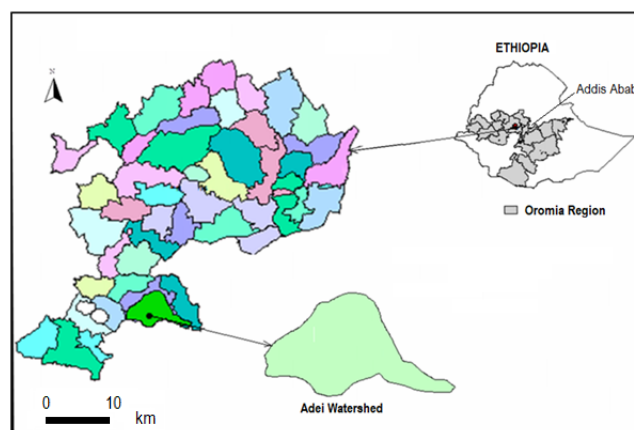 ETHIOPIA
Addis Abab
Oromia Region
Adei Watershed
0 10
km